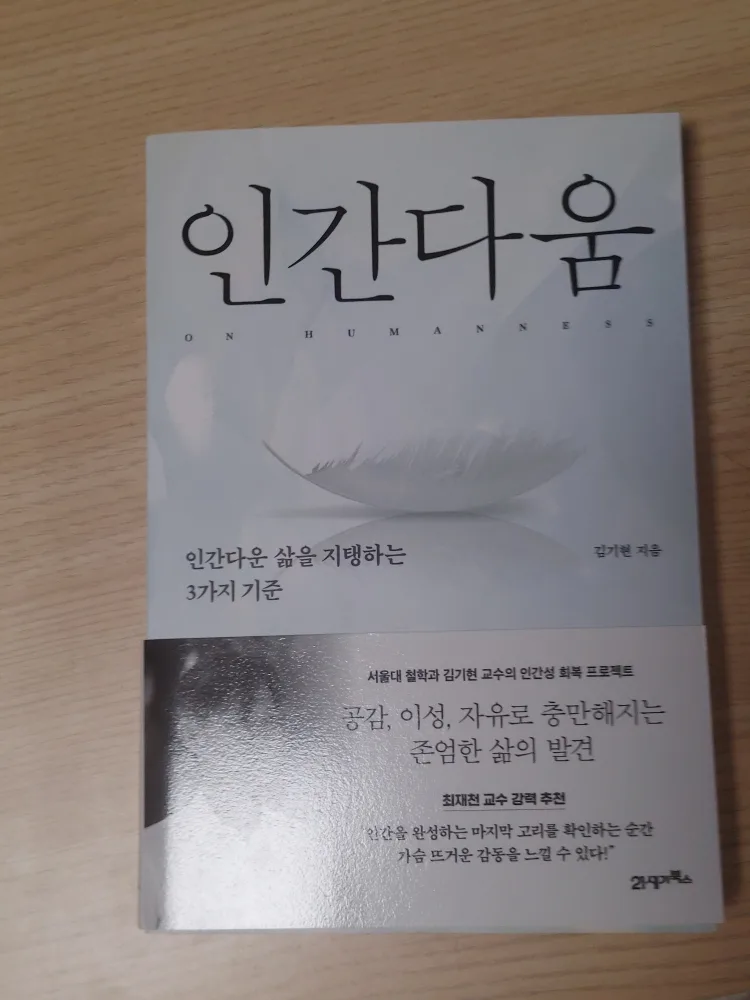 인간다움
ON HUMANNESS
인간다운 삶을 지탱하는
3가지 기준
김기현 지음
서울대 철학과 김기현 교수의 인간성 회복 프로젝트
공감, 이성, 자유로 충만해지는
존엄한 삶의 발견
최재천 교수 강력 추천
인간을 완성하는 마지막 고리를 확인하는 순간
가슴 뜨거운 감동을 느낄 수 있다!"
21세기북스